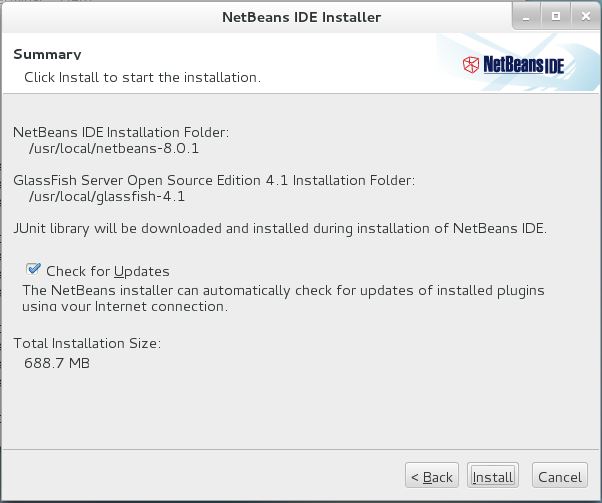 NetBeans IDE Installer
Summary
Click Install to start the installation.
NetBeans IDE
NetBeans IDE Installation Folder:
/usr/local/netbeans-8.0.1
GlassFish Server Open Source Edition 4.1 Installation Folder:
/usr/local/glassfish-4.1
JUnit library will be downloaded and installed during installation of NetBeans IDE.
Check for Updates
The NetBeans installer can automatically check for updates of installed plugins
using your Internet connection.
Total Installation Size:
688.7 MB
< Back Install Cancel